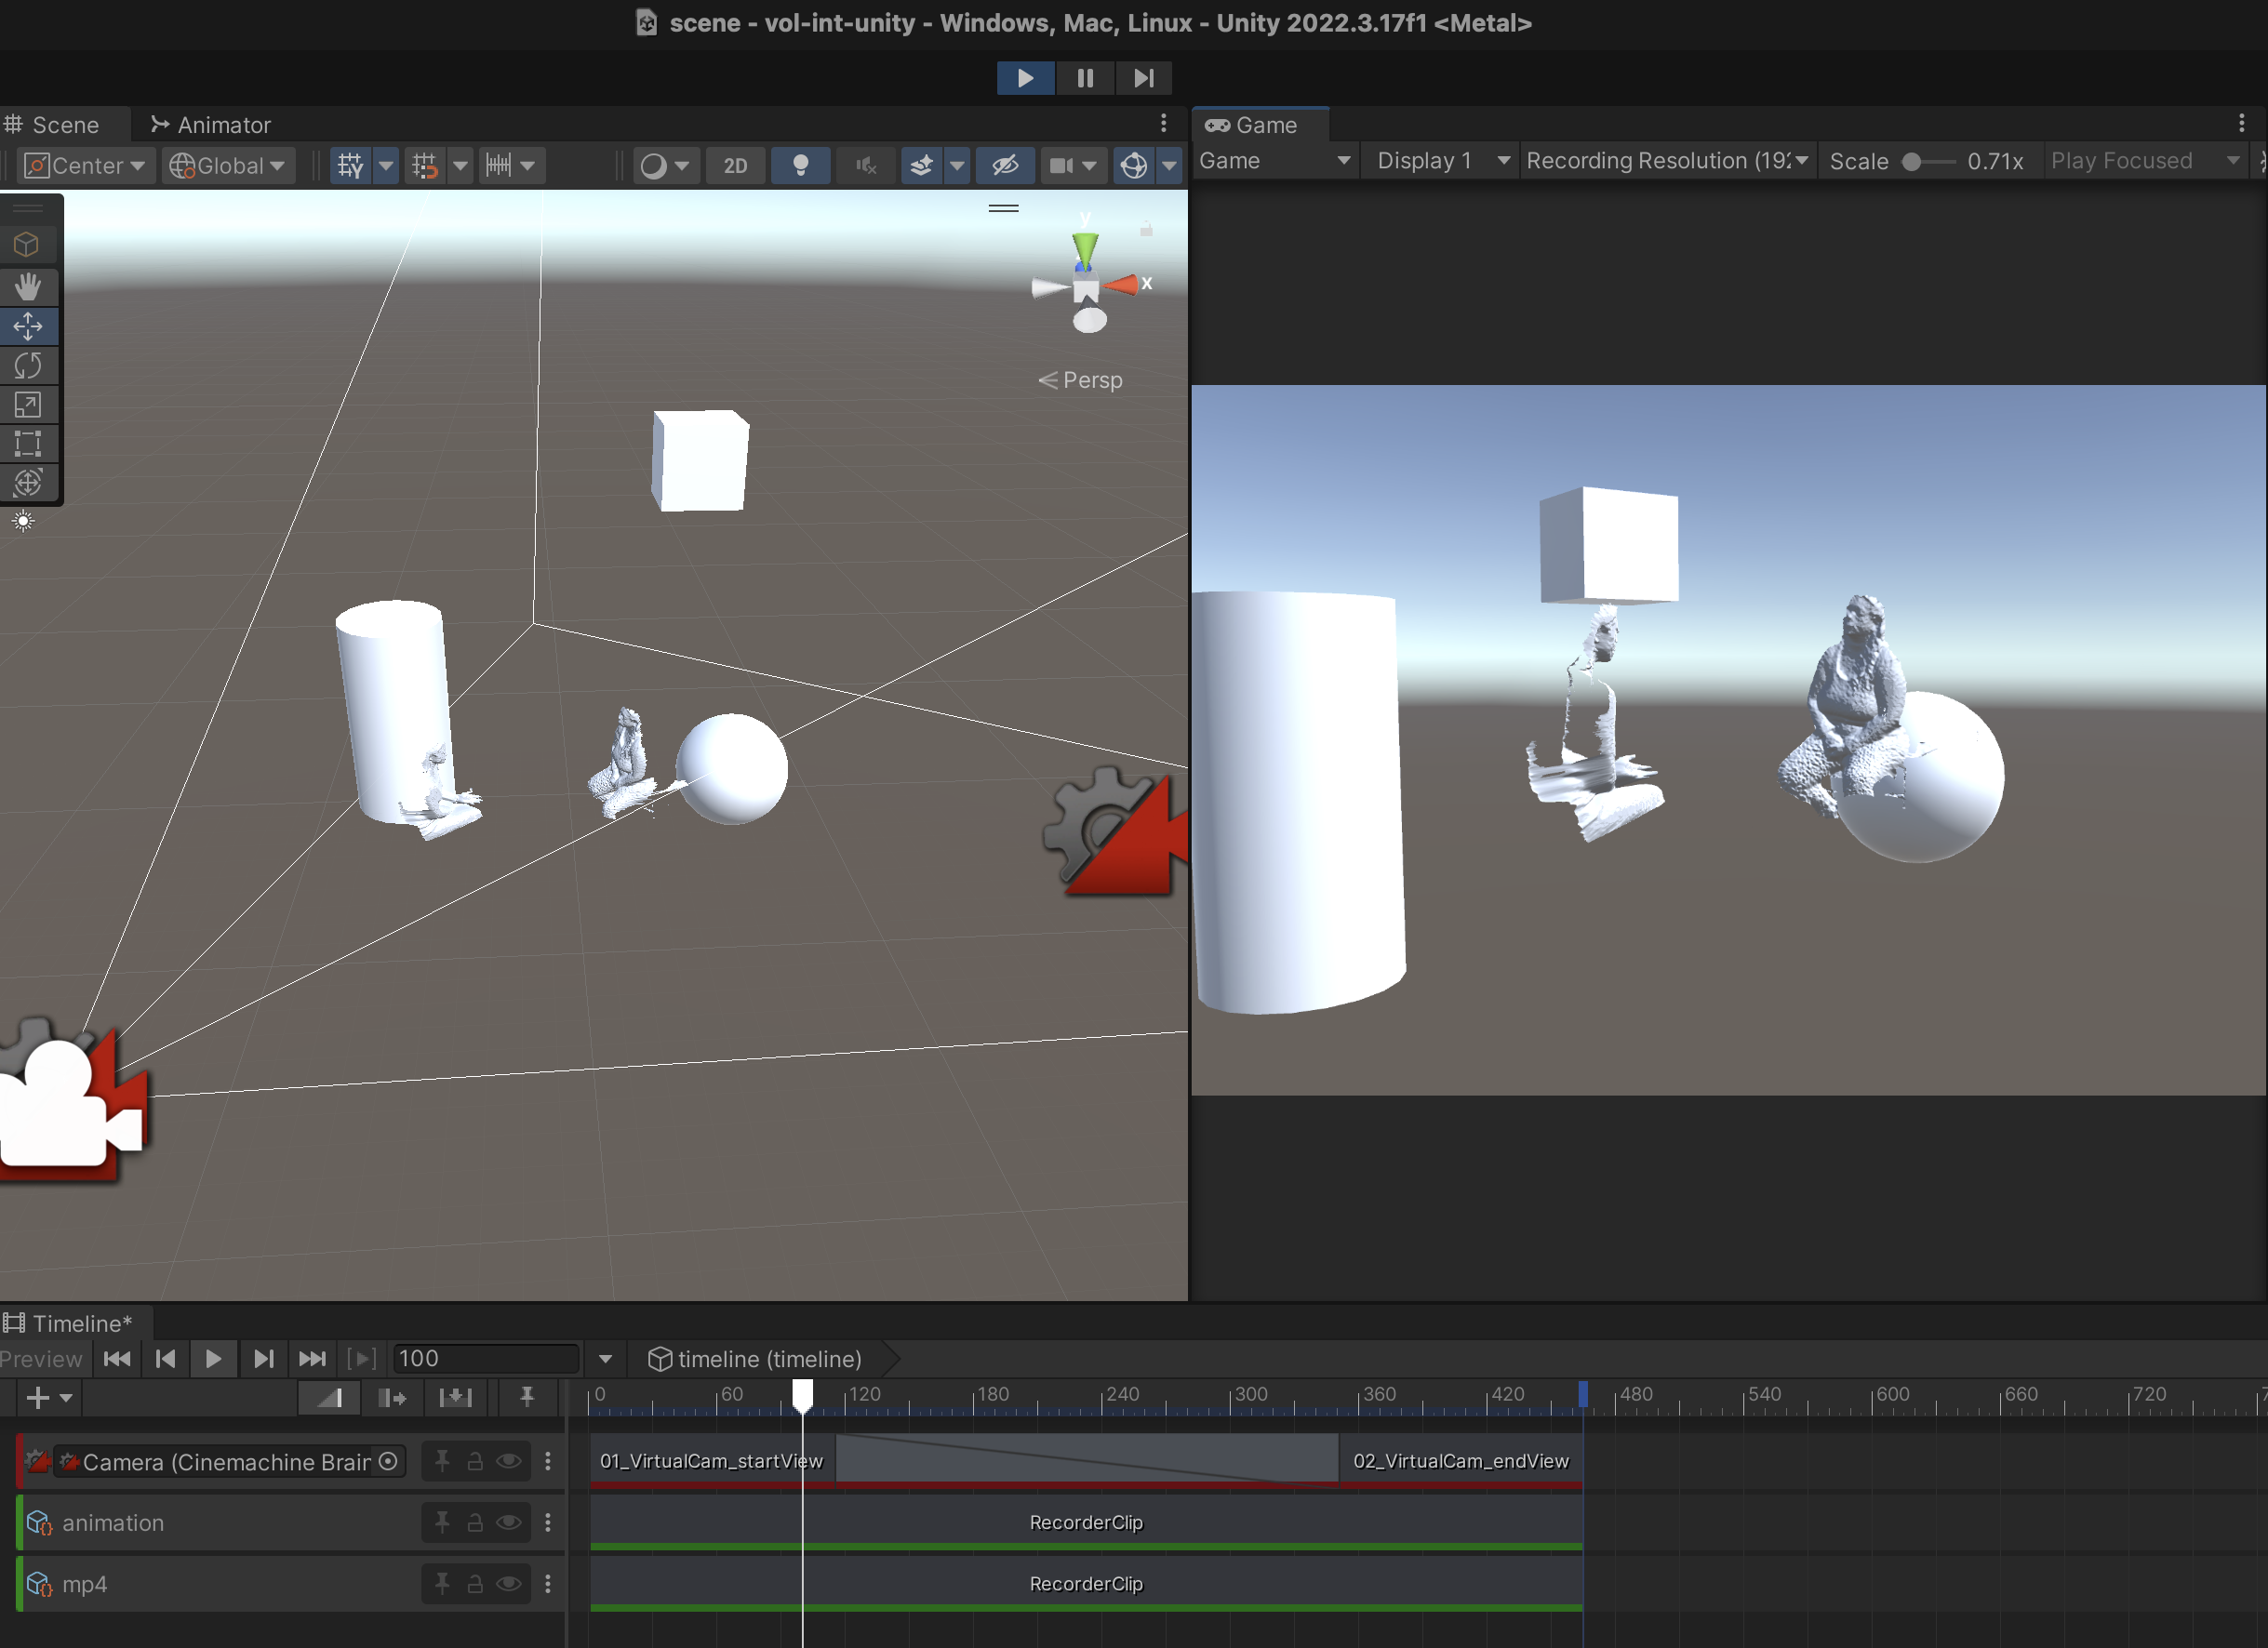 scene - vol-int-unity - Windows, Mac, Linux - Unity 2022.3.17f1 <Metal>
Scene
Animator
Game
Center
Global
2D
Game
Display 1
Recording Resolution (19
Scale
0.71x
Play Focused
y
x
Persp
Timeline*
Preview
100
timeline (timeline)
0 60 120 180 240 300 360 420 480 540 600 660 720
Camera (Cinemachine Brain
01_VirtualCam_startView
02_VirtualCam_endView
animation
RecorderClip
mp4
RecorderClip